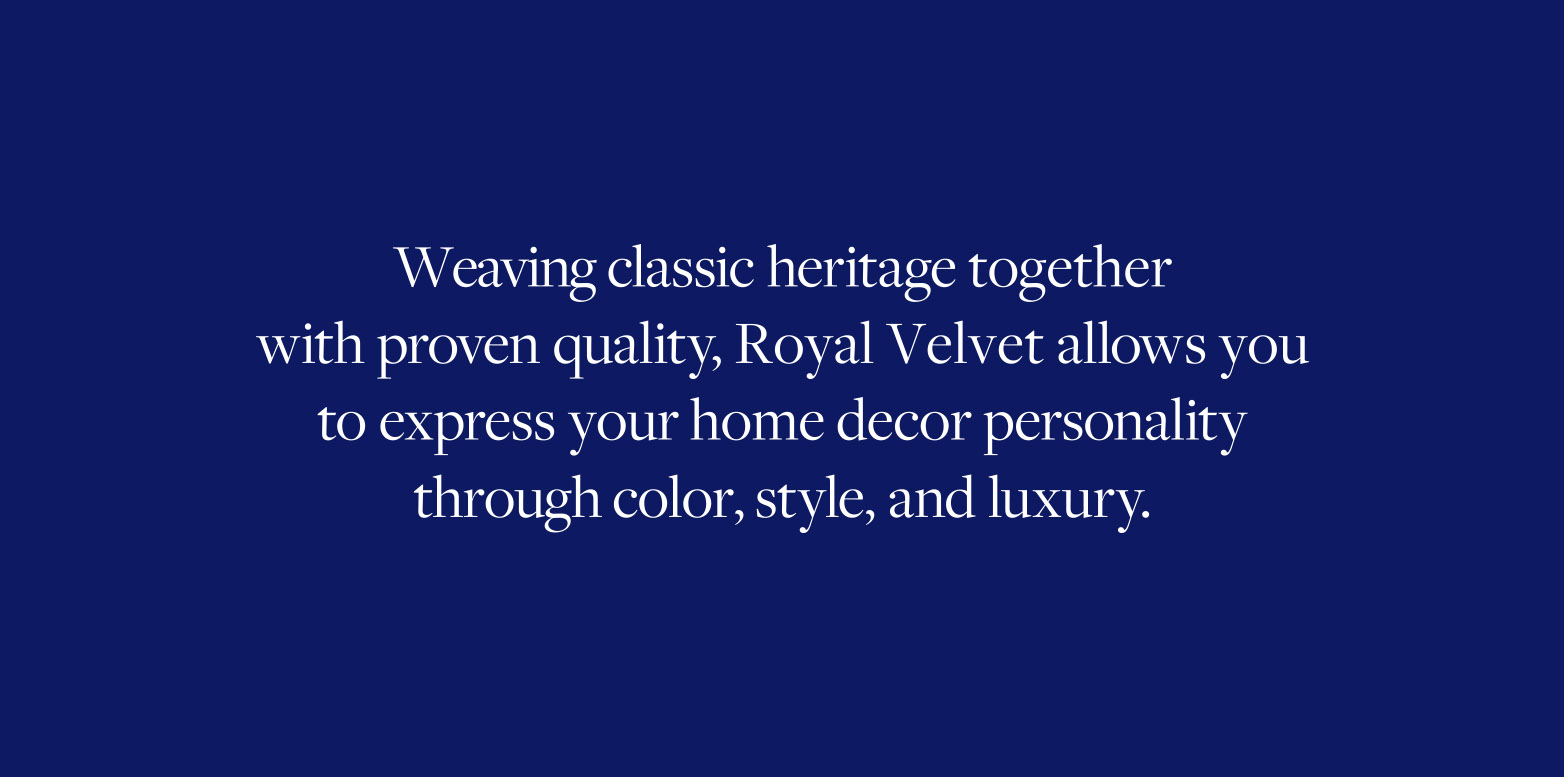 Weaving classic heritage together
with proven quality, Royal Velvet allows you
to express your home decor personality
through color, style, and luxury.